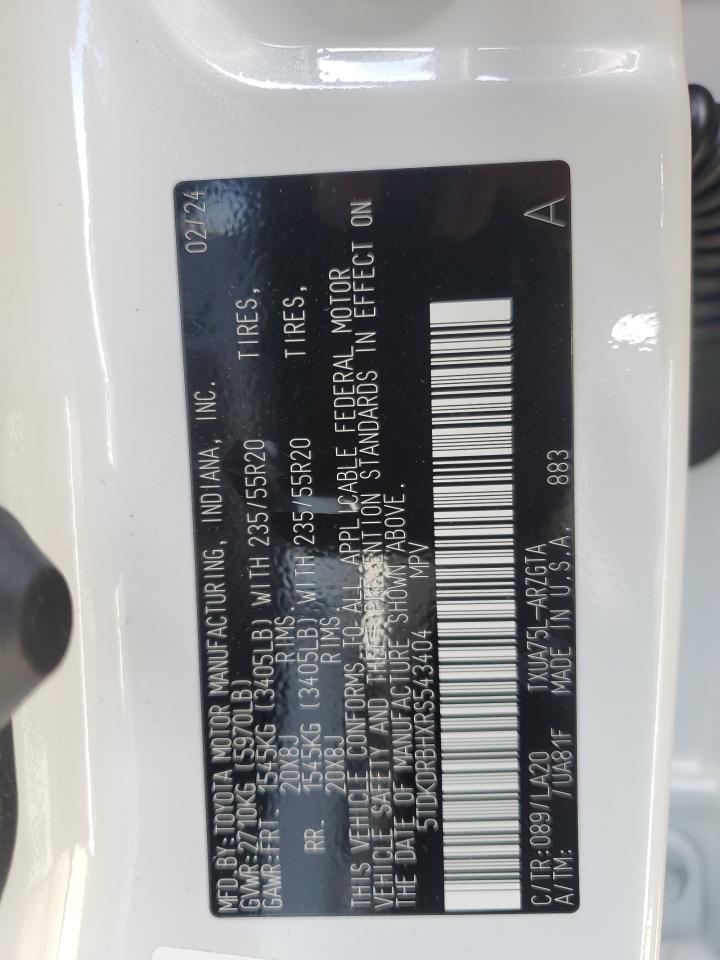 MFD.BY:TOYOTA MOTOR MANUFACTURING, INDIANA, INC. 02/24
GVWR:2710KG (5970LB)
GAWR:FRT. 1545KG (3405LB) WITH 235/55R20 TIRES,
20X8J RIMS
RR. 1545KG (3405LB) WITH 235/55R20 TIRES,
20X8J RIMS
THIS VEHICLE CONFORMS TO ALL APPLICABLE FEDERAL MOTOR
VEHICLE SAFETY AND THEFT PREVENTION STANDARDS IN EFFECT ON
THE DATE OF MANUFACTURE SHOWN ABOVE.
5TDKDRBHXRS543404 MPV
C/TR:089/LA20 TXUA75L-ARZGTA A
A/TM: /UA81F MADE IN U.S.A. 883